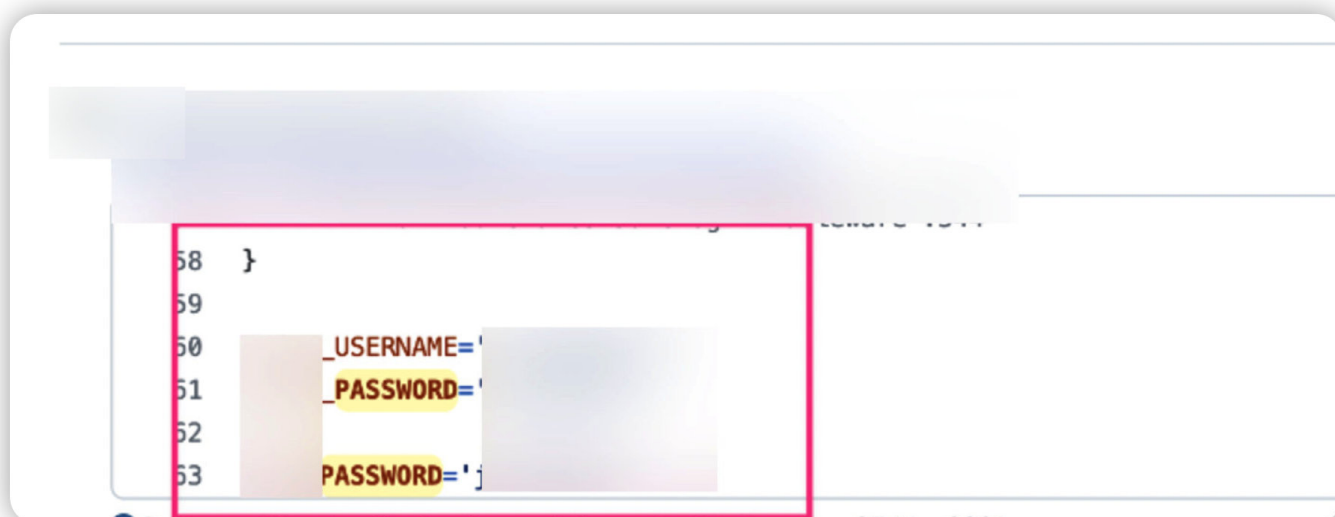 58 }
59
60 _USERNAME='
61 _PASSWORD='
62
63 PASSWORD='j